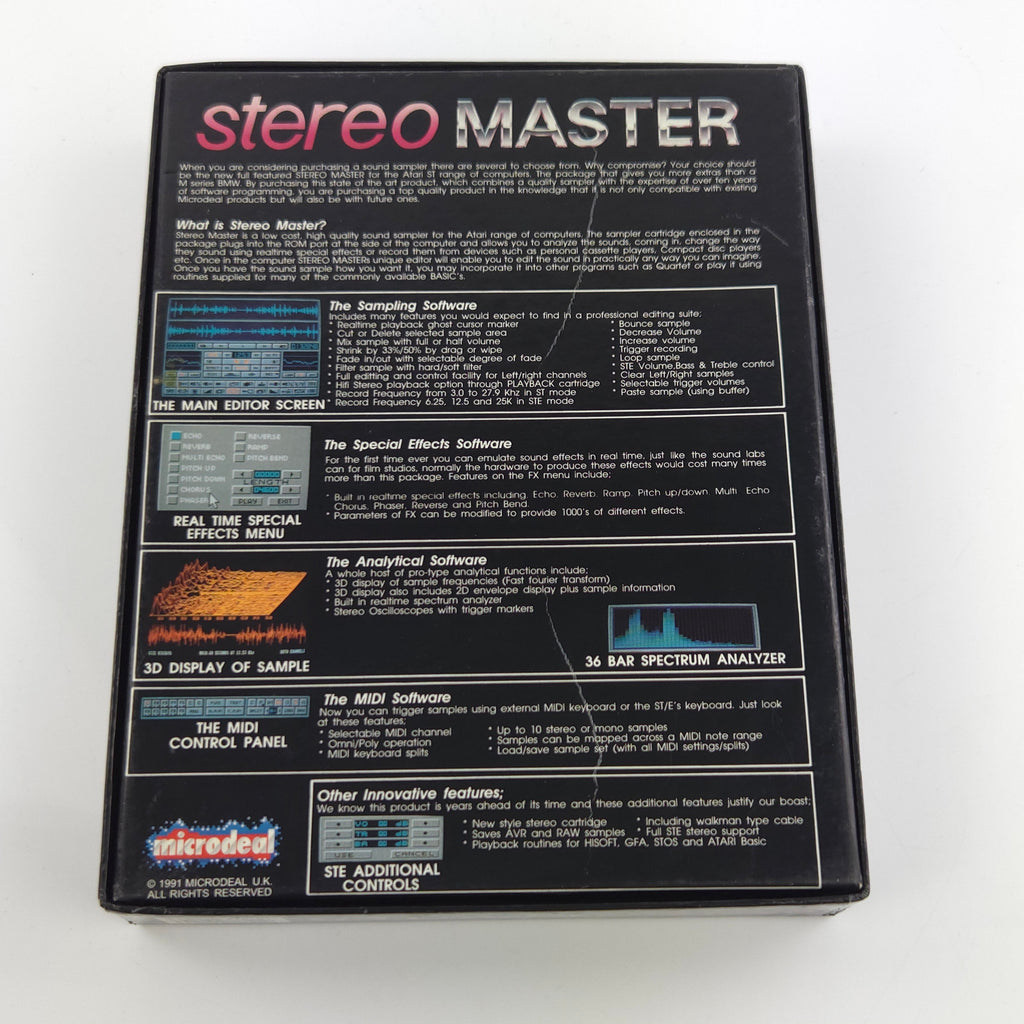 stereo MASTER
When you are considering purchasing a sound sampler there are several to choose from. Why compromise? Your choice should
be the new full featured STEREO MASTER for the Atari ST range of computers. The package that gives you more extras than a
M series BMW. By purchasing this state of the art product, which combines a quality sampler with the expertise of over ten years
of software programming, you are purchasing a top quality product in the knowledge that it is not only compatible with existing
Microdeal products but will also be with future ones.
What is Stereo Master?
Stereo Master is a low cost, high quality sound sampler for the Atari range of computers. The sampler cartridge enclosed in the
package plugs into the ROM port at the side of the computer and allows you to analyze the sounds, coming in, change the way
they sound using realtime special effects or record them from devices such as personal cassette players, Compact disc players
etc. Once in the computer STEREO MASTERs unique editor will enable you to edit the sound in practically any way you can imagine.
Once you have the sound sample how you want it, you may incorporate it into other programs such as Quartet or play it using
routines supplied for many of the commonly available BASIC's.
The Sampling Software
Includes many features you would expect to find in a professional editing suite;
* Realtime playback ghost cursor marker
* Cut or Delete selected sample area
* Mix sample with full or half volume
* Shrink by 33%/50% by drag or wipe
* Fade in/out with selectable degree of fade
* Filter sample with hard/soft filter
* Full editting and control facility for Left/right channels
* Hifi Stereo playback option through PLAYBACK cartridge
* Record Frequency from 3.0 to 27.9 Khz in ST mode
* Record Frequency 6.25, 12.5 and 25K in STE mode
* Bounce sample
* Decrease Volume
* Increase volume
* Trigger recording
* Loop sample
* STE Volume,Bass & Treble control
* Clear Left/Right samples
* Selectable trigger volumes
* Paste sample (using buffer)
THE MAIN EDITOR SCREEN
ECHO
REVERB
MULTI ECHO
PITCH UP
PITCH DOWN
CHORUS
PHASER
REVERSE
RAMP
PITCH BEND
00000
LENGTH
04600
PLAY
EXIT
REAL TIME SPECIAL
EFFECTS MENU
The Special Effects Software
For the first time ever you can emulate sound effects in real time, just like the sound labs
can for film studios, normally the hardware to produce these effects would cost many times
more than this package. Features on the FX menu include;
* Built in realtime special effects including, Echo, Reverb, Ramp, Pitch up/down, Multi Echo
Chorus, Phaser, Reverse and Pitch Bend.
* Parameters of FX can be modified to provide 1000's of different effects.
The Analytical Software
A whole host of pro-type analytical functions include:
* 3D display of sample frequencies (Fast fourier transform)
* 3D display also includes 2D envelope display plus sample information
* Built in realtime spectrum analyzer
* Stereo Osciloscopes with trigger markers
3D DISPLAY OF SAMPLE
36 BAR SPECTRUM ANALYZER
THE MIDI
CONTROL PANEL
The MIDI Software
Now you can trigger samples using external MIDI keyboard or the ST/E's keyboard. Just look
at these features;
* Selectable MIDI channel
* Omni/Poly operation
* MIDI keyboard splits
* Up to 10 stereo or mono samples
* Samples can be mapped across a MIDI note range
* Load/save sample set (with all MIDI settings/splits)
Other Innovative features;
We know this product is years ahead of its time and these additional features justify our boast;
* New style stereo cartridge
* Saves AVR and RAW samples
* Playback routines for HISOFT, GFA, STOS and ATARI Basic
* Including walkman type cable
* Full STE stereo support
VO 00 dB
TR 00 dB
BA 00 dB
USE
CANCEL
STE ADDITIONAL
CONTROLS
microdeal
© 1991 MICRODEAL U.K.
ALL RIGHTS RESERVED